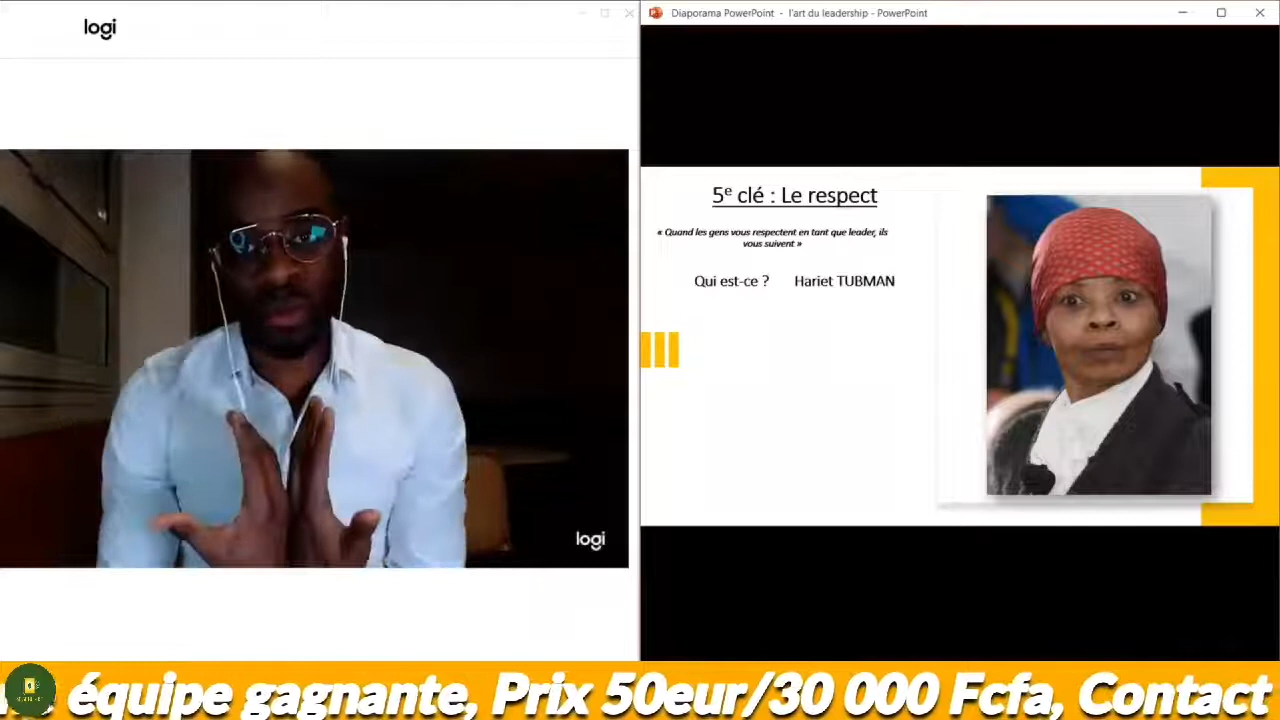 logi
Diaporama PowerPoint - l'art du leadership - PowerPoint
5e clé : Le respect
« Quand les gens vous respectent en tant que leader, ils
vous suivent »
Qui est-ce ? Hariet TUBMAN
logi
équipe gagnante, Prix 50eur/30 000 Fcfa, Contact